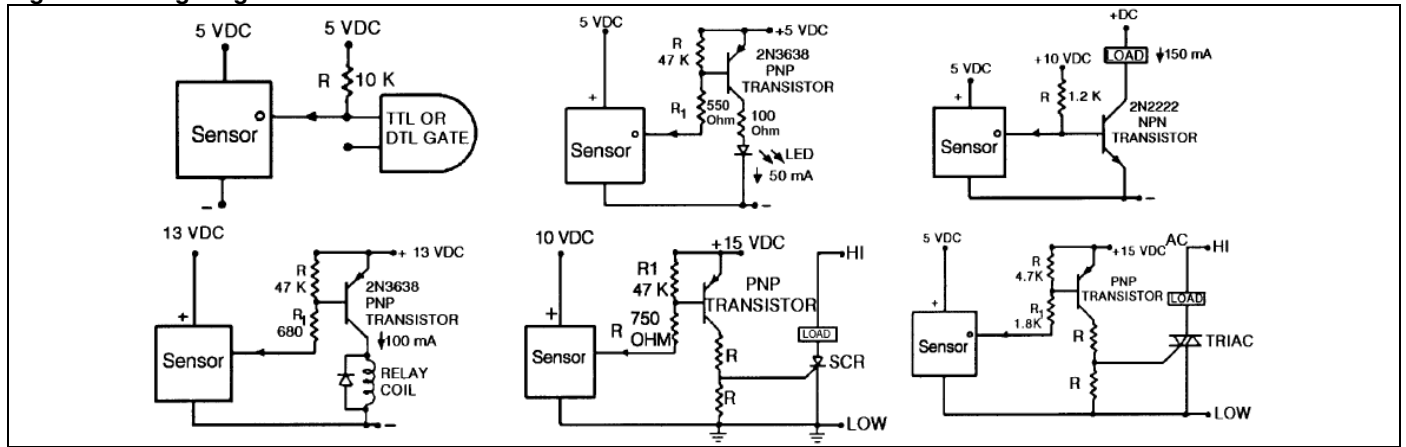 5 VDC
5 VDC
R
10 K
Sensor
TTL OR
DTL GATE
–
5 VDC
+5 VDC
R
47 K
2N3638
PNP
TRANSISTOR
+
R1
550
Ohm
100
Ohm
Sensor
LED
50 mA
–
+DC
LOAD
150 mA
5 VDC
+10 VDC
+
R
1.2 K
2N2222
NPN
TRANSISTOR
Sensor
–
13 VDC
+ 13 VDC
R
47 K
2N3638
PNP
TRANSISTOR
+
R1
680
100 mA
Sensor
RELAY
COIL
–
10 VDC
+15 VDC
HI
R1
47 K
PNP
TRANSISTOR
+
R
750
OHM
LOAD
Sensor
R
SCR
R
LOW
5 VDC
+15 VDC
AC
HI
R
4.7K
PNP
TRANSISTOR
LOAD
+
R1
1.8K
R
TRIAC
Sensor
R
LOW